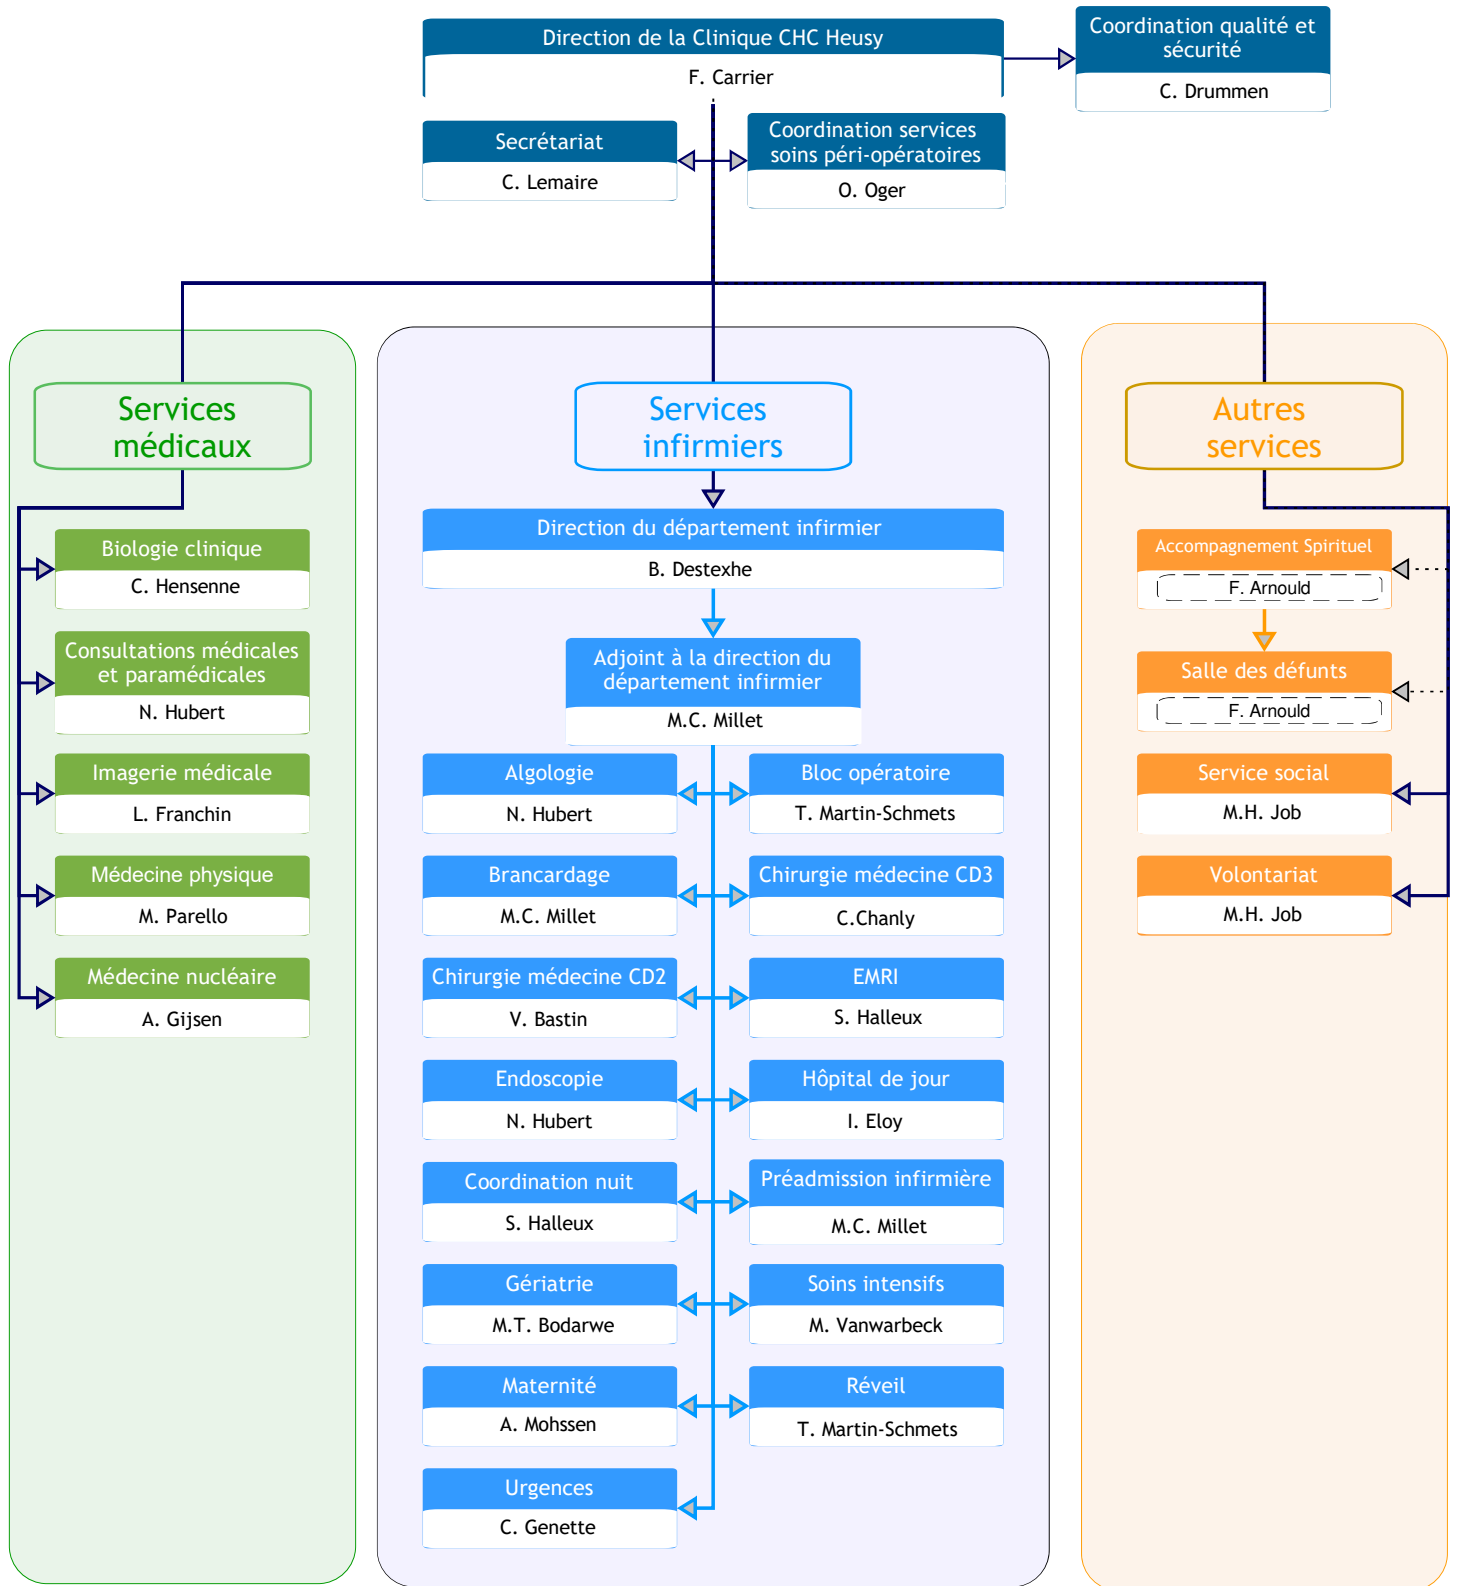 Direction de la Clinique CHC Heusy
F. Carrier
Coordination qualité et
sécurité
C. Drummen
Secrétariat
C. Lemaire
Coordination services
soins péri-opératoires
O. Oger
Services
médicaux
Biologie clinique
C. Hensenne
Consultations médicales
et paramédicales
N. Hubert
Imagerie médicale
L. Franchin
Médecine physique
M. Parello
Médecine nucléaire
A. Gijsen
Services
infirmiers
Direction du département infirmier
B. Destexhe
Adjoint à la direction du
département infirmier
M.C. Millet
Algologie
N. Hubert
Bloc opératoire
T. Martin-Schmets
Brancardage
M.C. Millet
Chirurgie médecine CD3
C.Chanly
Chirurgie médecine CD2
V. Bastin
EMRI
S. Halleux
Endoscopie
N. Hubert
Hôpital de jour
I. Eloy
Coordination nuit
S. Halleux
Préadmission infirmière
M.C. Millet
Gériatrie
M.T. Bodarwe
Soins intensifs
M. Vanwarbeck
Maternité
A. Mohssen
Réveil
T. Martin-Schmets
Urgences
C. Genette
Autres
services
Accompagnement Spirituel
F. Arnould
Salle des défunts
F. Arnould
Service social
M.H. Job
Volontariat
M.H. Job